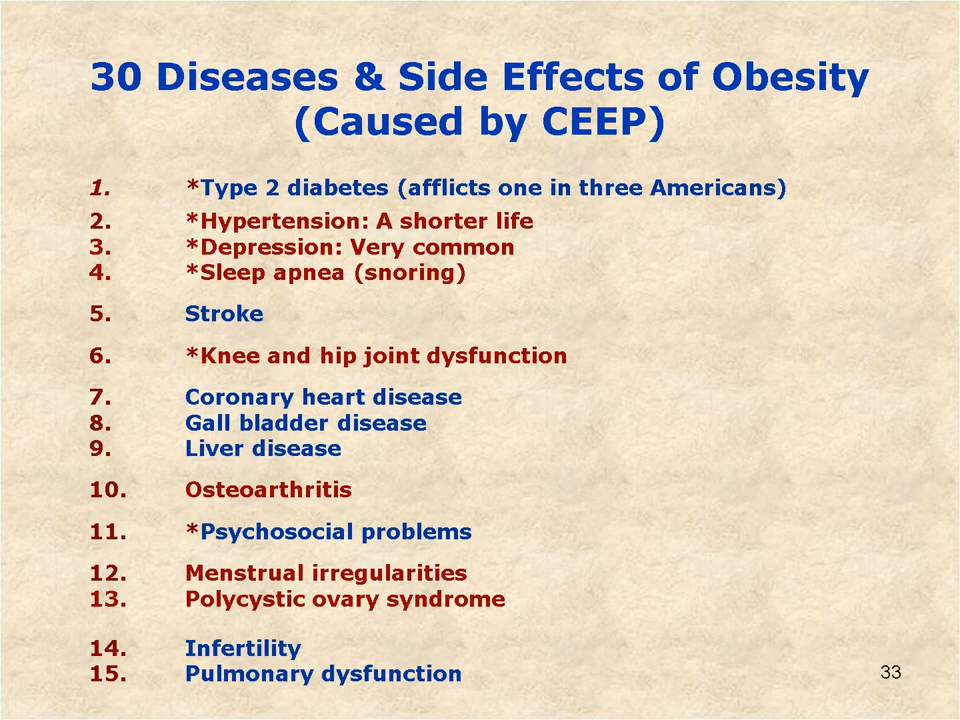 30 Diseases & Side Effects of Obesity
(Caused by CEEP)
1. *Type 2 diabetes (afflicts one in three Americans)
2. *Hypertension: A shorter life
3. *Depression: Very common
4. *Sleep apnea (snoring)
5. Stroke
6. *Knee and hip joint dysfunction
7. Coronary heart disease
8. Gall bladder disease
9. Liver disease
10. Osteoarthritis
11. *Psychosocial problems
12. Menstrual irregularities
13. Polycystic ovary syndrome
14. Infertility
15. Pulmonary dysfunction
33